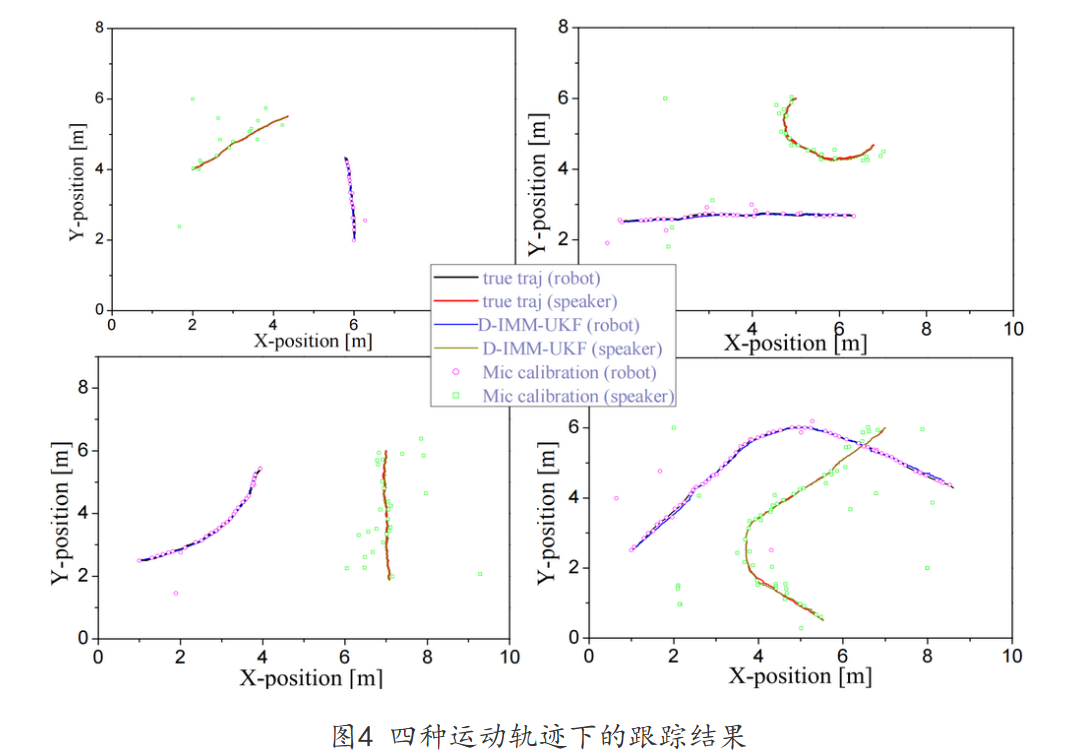 8
6
4
2
0
0
2
4
6
Y-position [m]
X-position [m]
8
6
4
2
8
10
Y-position [m]
X-position [m]
true traj (robot)
true traj (speaker)
D-IMM-UKF (robot)
D-IMM-UKF (speaker)
Mic calibration (robot)
Mic calibration (speaker)
8
6
4
2
0
0
2
4
6
8
10
Y-position [m]
X-position [m]
6
4
2
0
0
2
4
6
8
10
Y-position [m]
X-position [m]
图4 四种运动轨迹下的跟踪结果